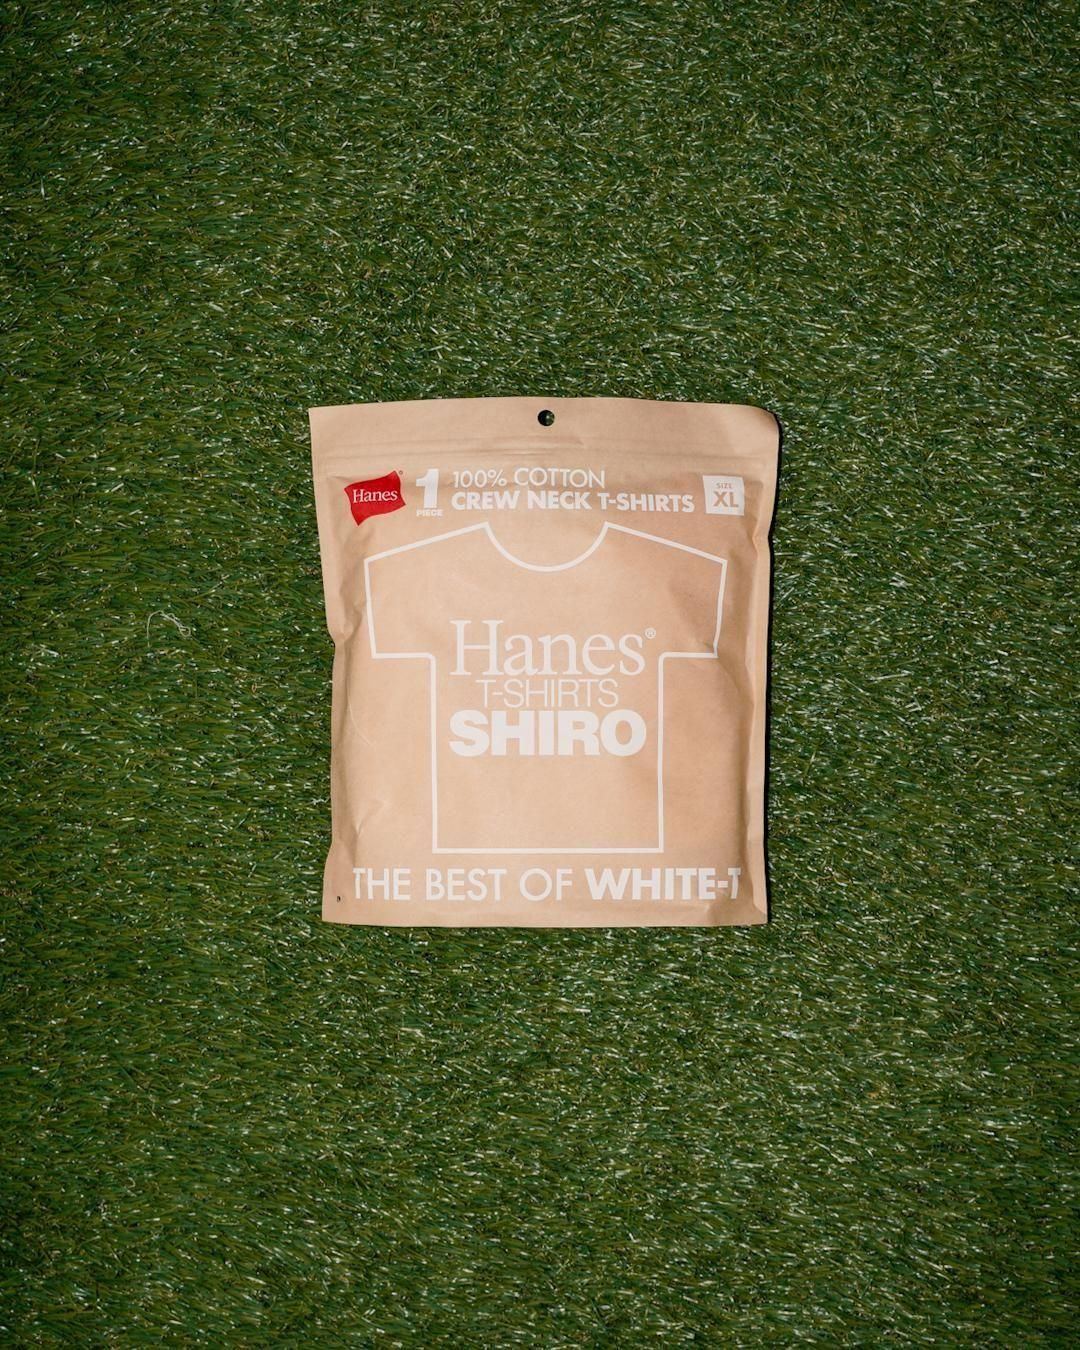 Hanes®
1
PIECE
100% COTTON
CREW NECK T-SHIRTS
SIZE
XL
Hanes®
T-SHIRTS
SHIRO
THE BEST OF WHITE-T